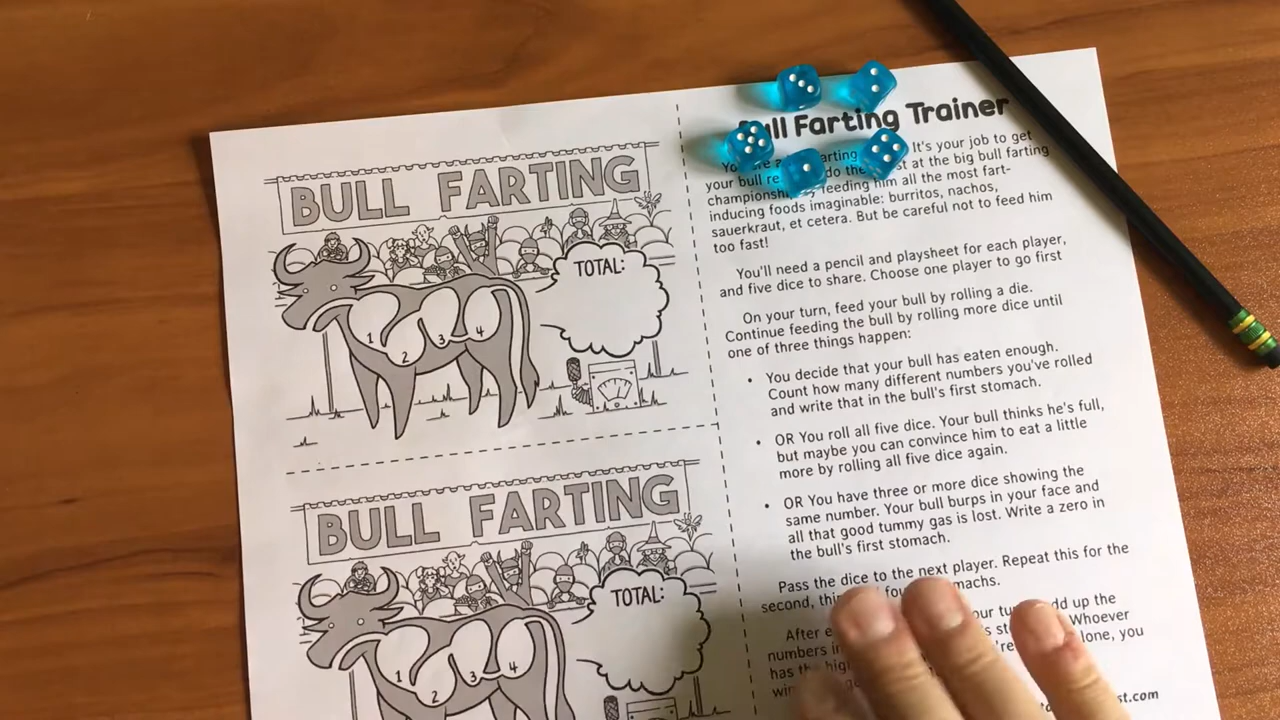 BULL FARTING
TOTAL:
1
2
3
4
BULL FARTING
TOTAL:
1
2
3
4
Farting Trainer
It's your job to get
your bull do the at the big bull farting
feeding him all the most fart-
inducing foods imaginable: burritos, nachos,
sauerkraut, et cetera. But be careful not to feed him
too fast!
You'll need a pencil and playsheet for each player,
and five dice to share. Choose one player to go first
On your turn, feed your bull by rolling a die.
Continue feeding the bull by rolling more dice until
one of three things happen:
• You decide that your bull has eaten enough.
Count how many different numbers you've rolled
and write that in the bull's first stomach.
• OR You roll all five dice. Your bull thinks he's full,
but maybe you can convince him to eat a little
more by rolling all five dice again.
• OR You have three or more dice showing the
same number. Your bull burps in your face and
all that good tummy gas is lost. Write a zero in
the bull's first stomach.
Pass the dice to the next player. Repeat this for the
second,
After add up the
numbers Whoever
has you